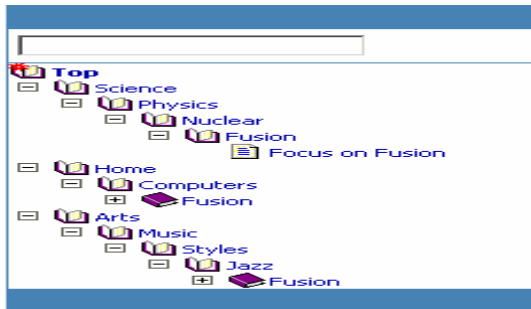 Top
Science
Physics
Nuclear
Fusion
Focus on Fusion
Home
Computers
Fusion
Arts
Music
Styles
Jazz
Fusion